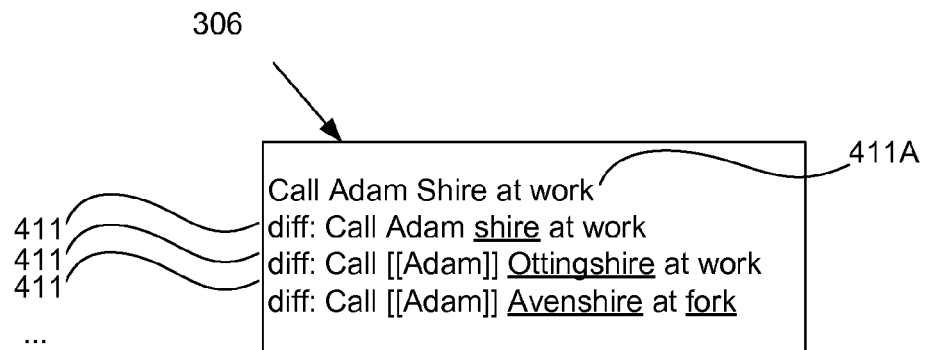 306
411A
Call Adam Shire at work
411 diff: Call Adam shire at work
411 diff: Call [[Adam]] Ottingshire at work
411 diff: Call [[Adam]] Avenshire at fork
...